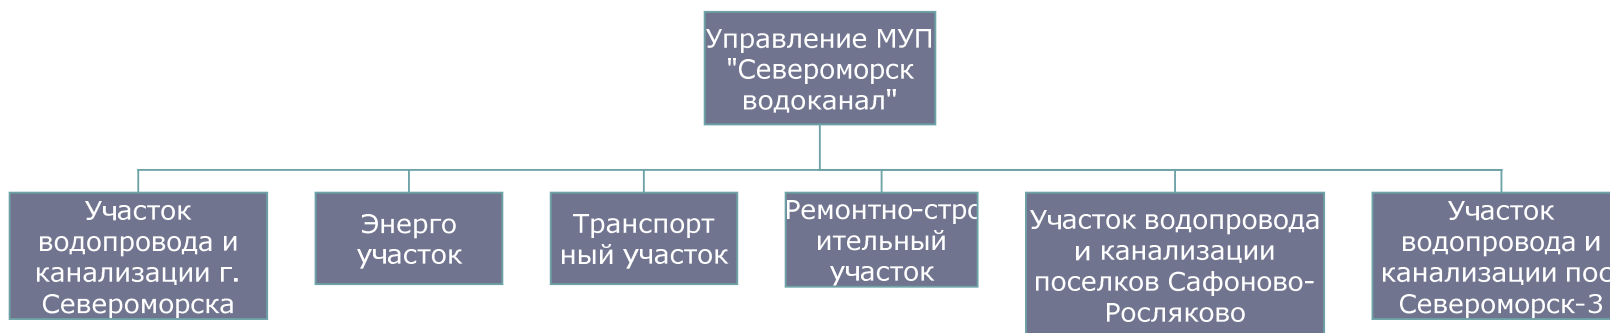 Управление МУП
"Североморск
водоканал"
Участок
водопровода и
канализации г.
Североморска
Энерго
участок
Транспорт
ный участок
Ремонтно-стро
ительный
участок
Участок водопровода
и канализации
поселков Сафоново-
Росляково
Участок
водопровода и
канализации пос
Североморск-3